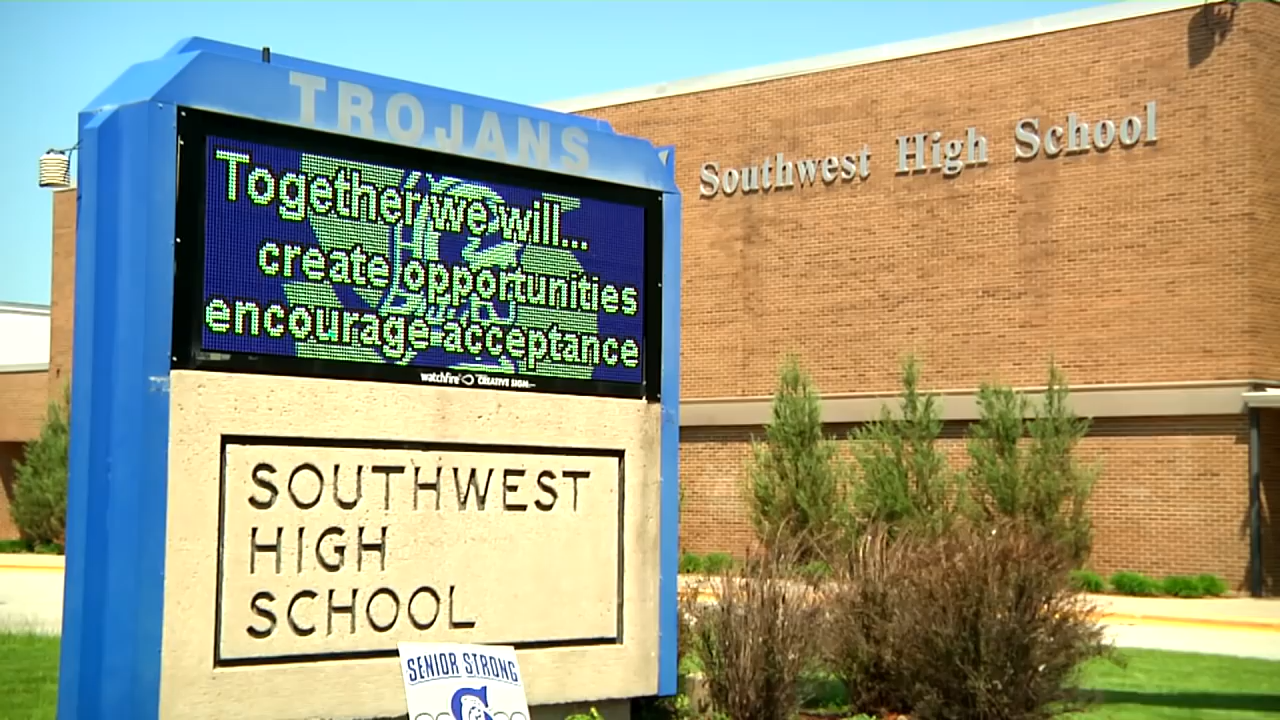 TROJANS
Together we will...
create opportunities
encourage acceptance
watchfire CREATIVE SIGN
SOUTHWEST
HIGH
SCHOOL
SENIOR STRONG
Southwest High School